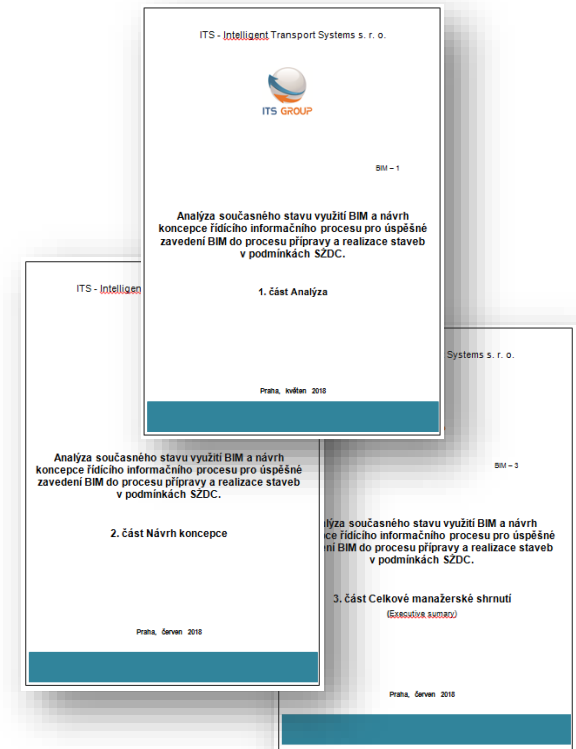 ITS - Intelligent Transport Systems s. r. o.
ITS GROUP
BIM – 1
Analýza současného stavu využití BIM a návrh
koncepce řídícího informačního procesu pro úspěšné
zavedení BIM do procesu přípravy a realizace staveb
v podmínkách SŽDC.
1. část Analýza
Praha, květen 2018
ITS - Intelligen
Analýza současného stavu využití BIM a návrh
koncepce řídícího informačního procesu pro úspěšné
zavedení BIM do procesu přípravy a realizace staveb
v podmínkách SŽDC.
2. část Návrh koncepce
Praha, červen 2018
Systems s. r. o.
BIM – 3
lýza současného stavu využití BIM a návrh
ce řídícího informačního procesu pro úspěšné
ení BIM do procesu přípravy a realizace staveb
v podmínkách SŽDC.
3. část Celkové manažerské shrnutí
(Executive sumary)
Praha, červen 2018